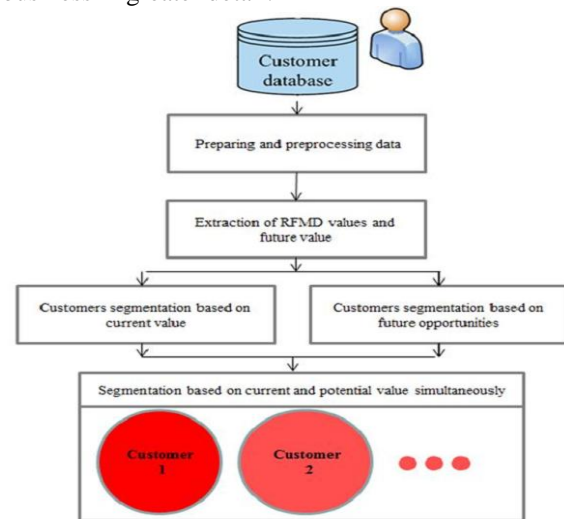 Customer
database
Preparing and preprocessing data
Extraction of RFMD values and
future value
Customers segmentation based on
current value
Customers segmentation based on
future opportunities
Segmentation based on current and potential value simultaneously
Customer
1
Customer
2